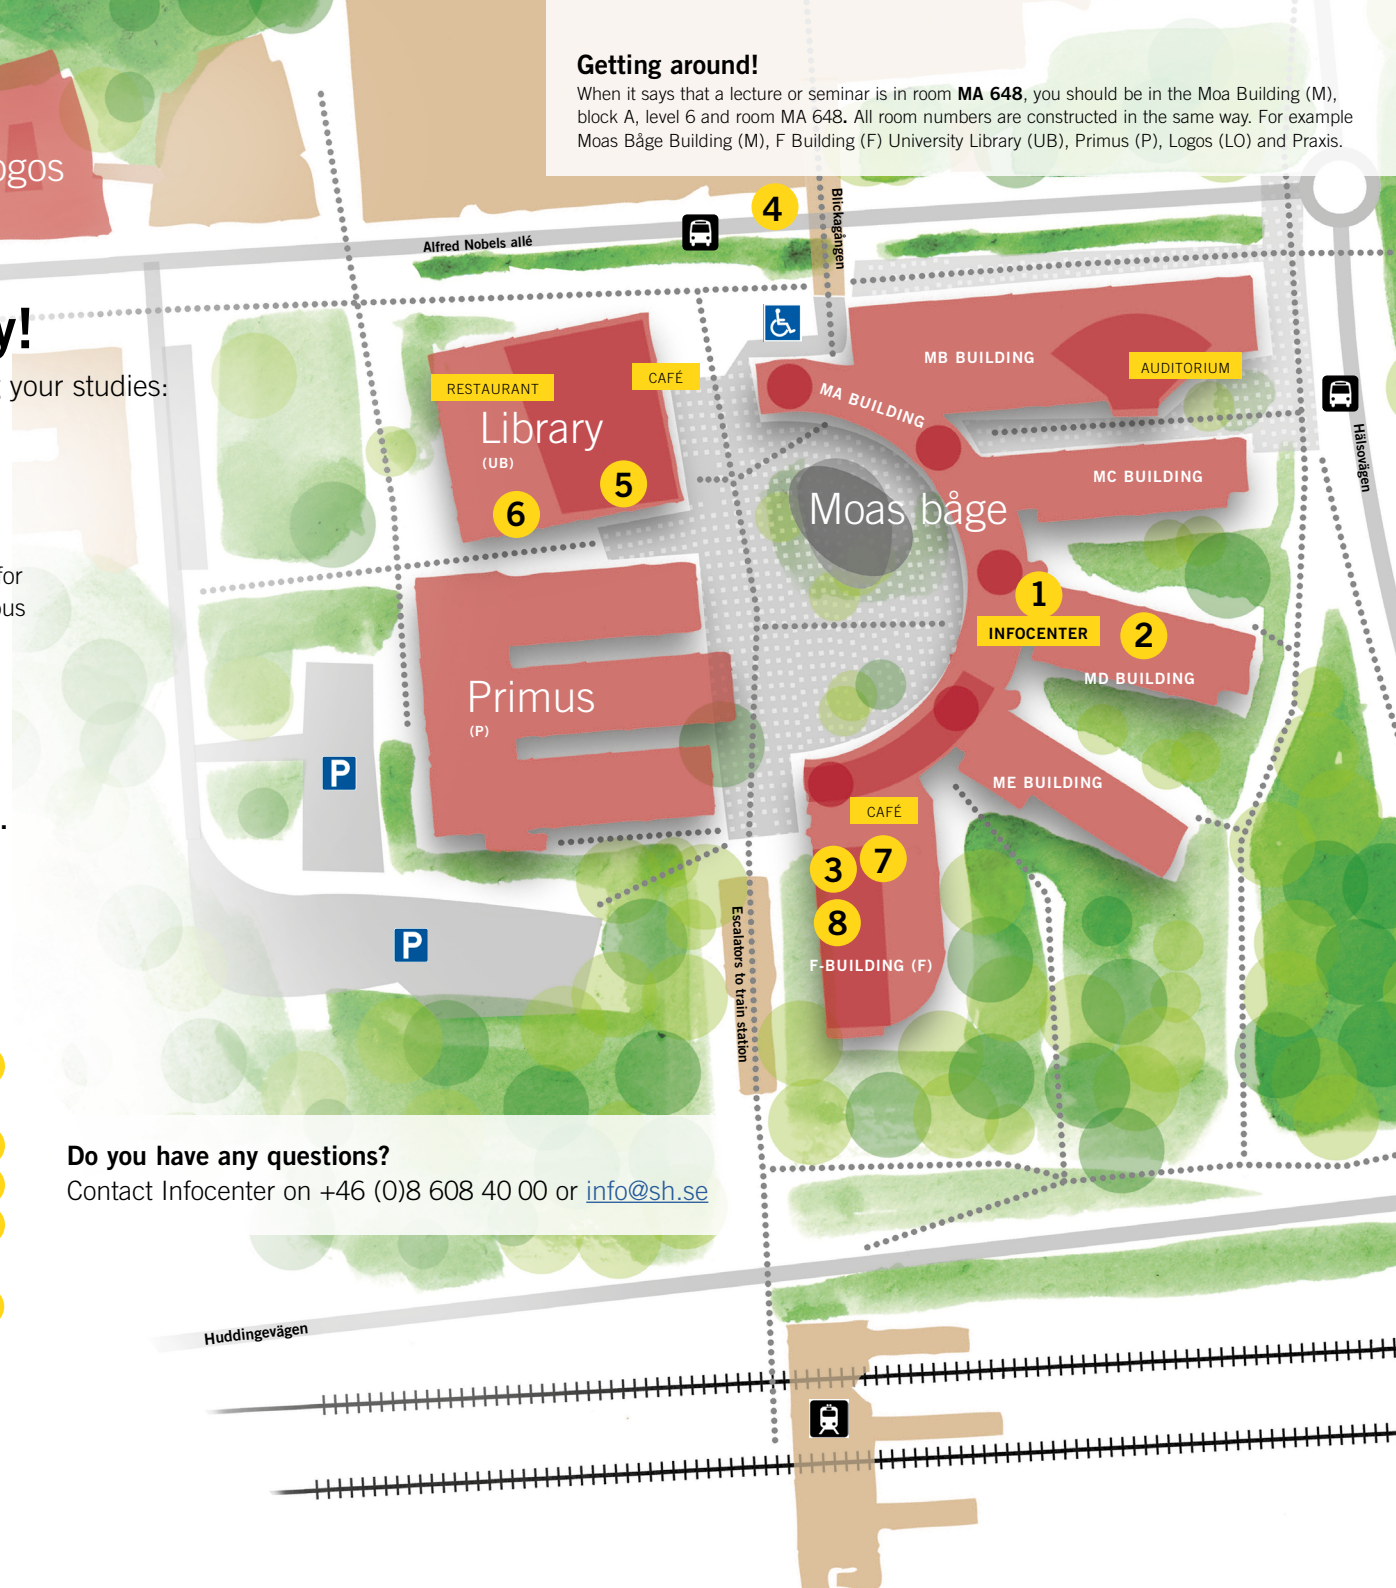 Getting around!
When it says that a lecture or seminar is in room MA 648, you should be in the Moa Building (M),
block A, level 6 and room MA 648. All room numbers are constructed in the same way. For example
Moas Båge Building (M), F Building (F) University Library (UB), Primus (P), Logos (LO) and Praxis.
ogos
4
Blickagången
Alfred Nobels allé
y!
your studies:
MB BUILDING
AUDITORIUM
CAFÉ
RESTAURANT
MA BUILDING
Library
(UB)
5
6
Hälsovägen
MC BUILDING
Moas båge
for
ous
1
INFOCENTER
2
MD BUILDING
Primus
(P)
P
ME BUILDING
CAFÉ
.
3
7
8
F-BUILDING (F)
P
Escalators to train station
Do you have any questions?
Contact Infocenter on +46 (0)8 608 40 00 or info@sh.se
Huddingevägen